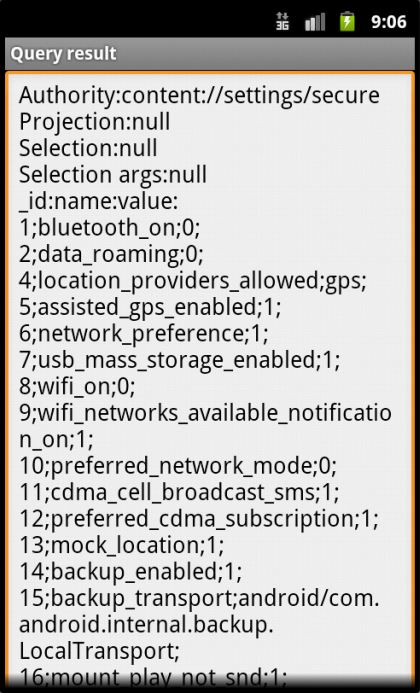 3G 9:06
Query result
Authority:content://settings/secure
Projection:null
Selection:null
Selection args:null
_id:name:value:
1;bluetooth_on;0;
2;data_roaming;0;
4;location_providers_allowed;gps;
5;assisted_gps_enabled;1;
6;network_preference;1;
7;usb_mass_storage_enabled;1;
8;wifi_on;0;
9;wifi_networks_available_notificatio
n_on;1;
10;preferred_network_mode;0;
11;cdma_cell_broadcast_sms;1;
12;preferred_cdma_subscription;1;
13;mock_location;1;
14;backup_enabled;1;
15;backup_transport;android/com.
android.internal.backup.
LocalTransport;
16;mount_play_not_snd;1;